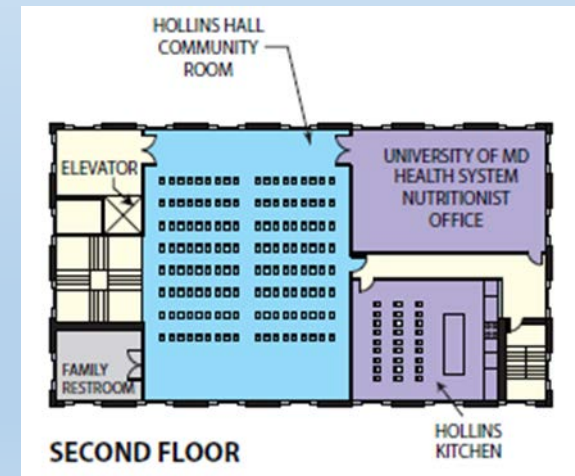 HOLLINS HALL
COMMUNITY
ROOM
ELEVATOR
UNIVERSITY OF MD
HEALTH SYSTEM
NUTRITIONIST
OFFICE
FAMILY
RESTROOM
HOLLINS
KITCHEN
SECOND FLOOR